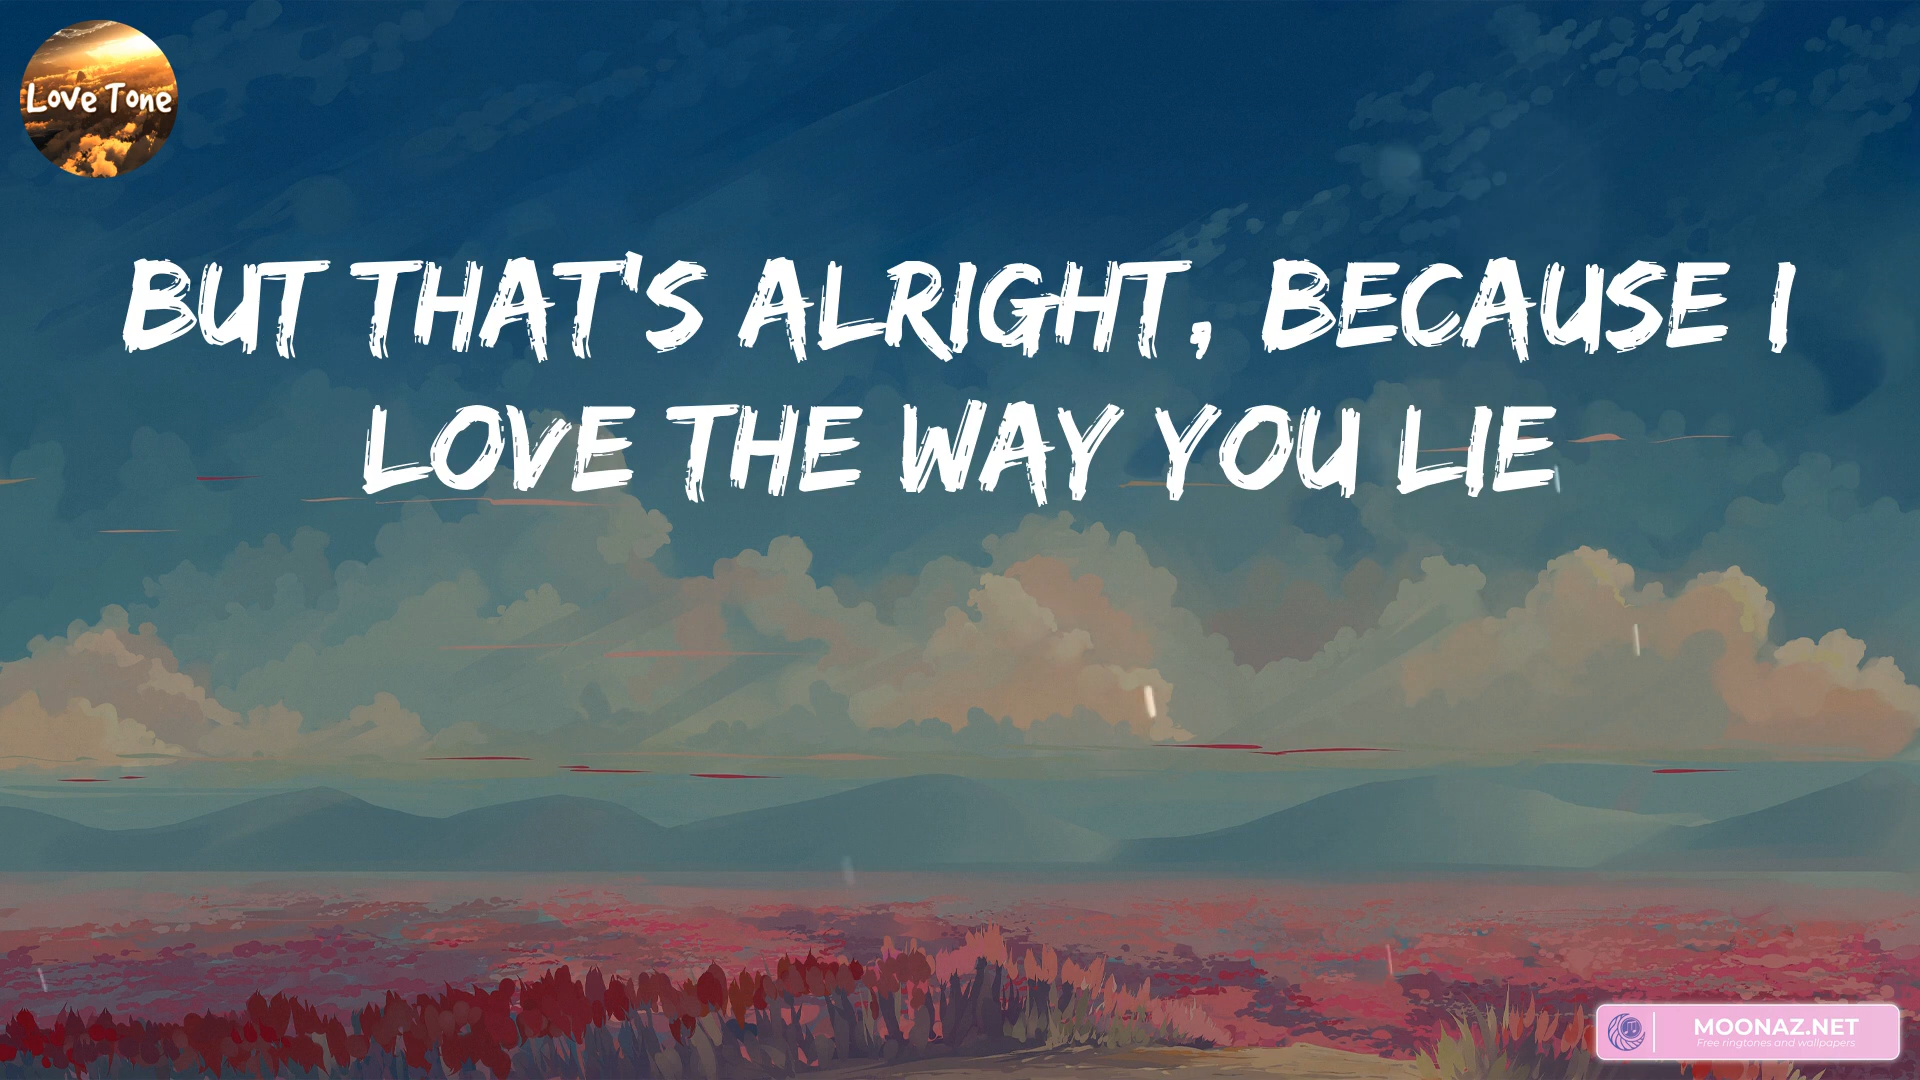 Love Tone
BUT THAT'S ALRIGHT, BECAUSE I
LOVE THE WAY YOU LIE
MOONAZ.NET
Free ringtones and wallpapers